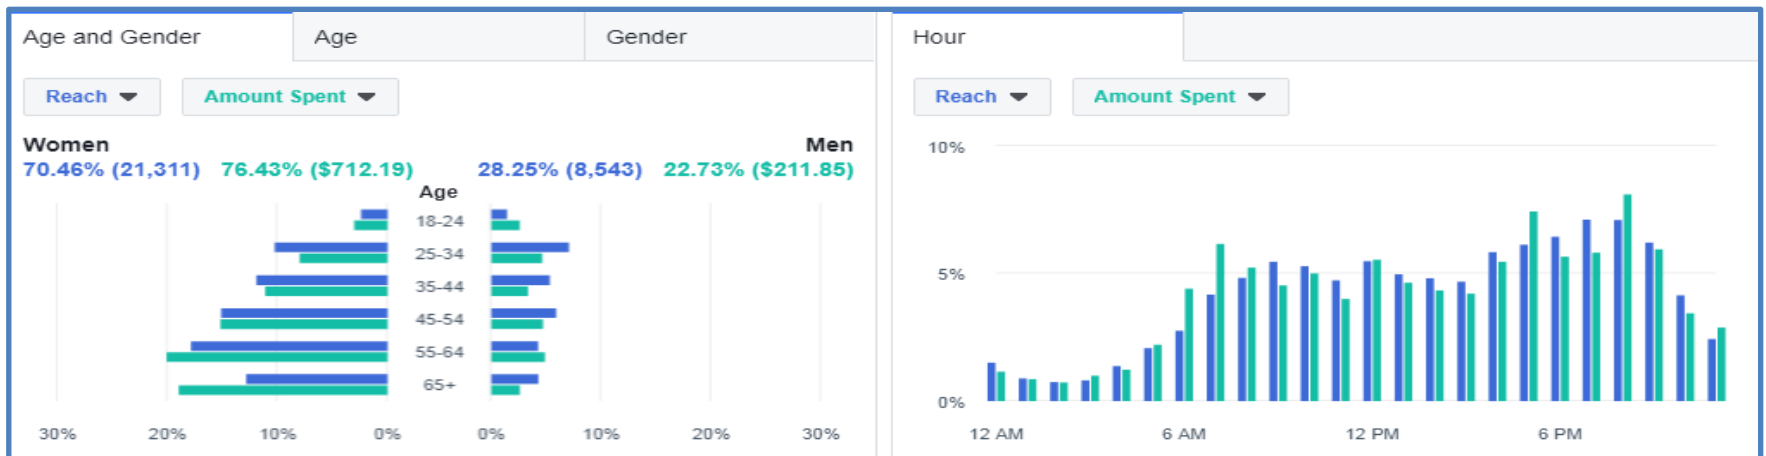 Age and Gender
Age
Gender
Reach
Amount Spent
Women
Men
70.46% (21,311)
76.43% ($712.19)
28.25% (8,543)
22.73% ($211.85)
Age
18-24
25-34
35-44
45-54
55-64
65+
30%
20%
10%
0%
0%
10%
20%
30%
Hour
Reach
Amount Spent
10%
5%
0%
12 AM
6 AM
12 PM
6 PM